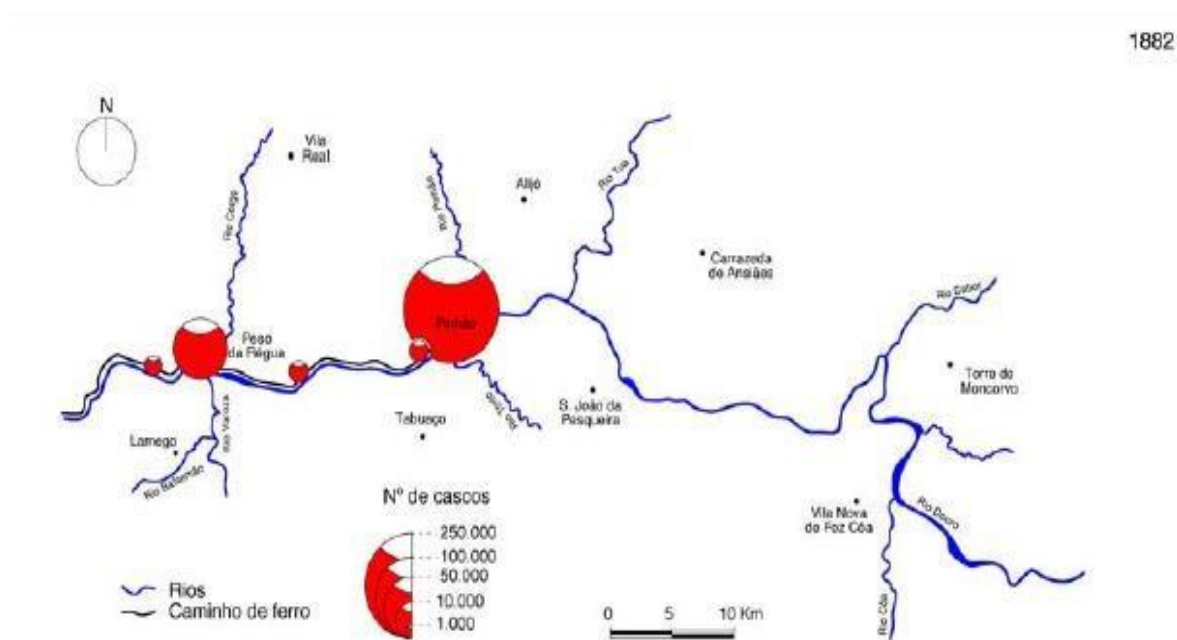 1882
N
Vila
Real
Rio Corgo
Rio Pinhão
Alijó
Rio Tua
Carrazeda
de Ansiães
Rio Sabor
Pinhão
Peso
da Régua
Torre de
Moncorvo
S. João da
Pesqueira
Rio Torto
Tabuaço
Lamego
Rio Varosa
Rio Balsemão
Vila Nova
de Foz Côa
Rio Douro
Rio Côa
Nº de cascos
250.000
100.000
50.000
10.000
1.000
Rios
Caminho de ferro
0 5 10 Km